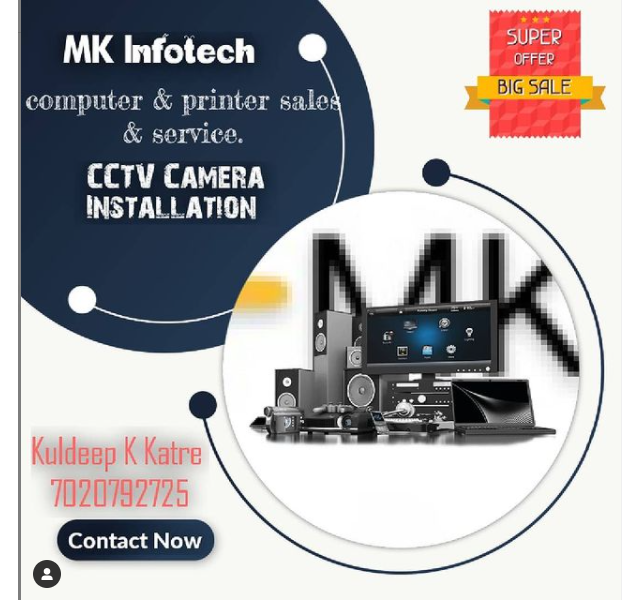 MK Infotech
computer & printer sales
& service.
CCTV CAMERA
INSTALLATION
SUPER
OFFER
BIG SALE
MK
Kuldeep K Katre
7020792725
Contact Now